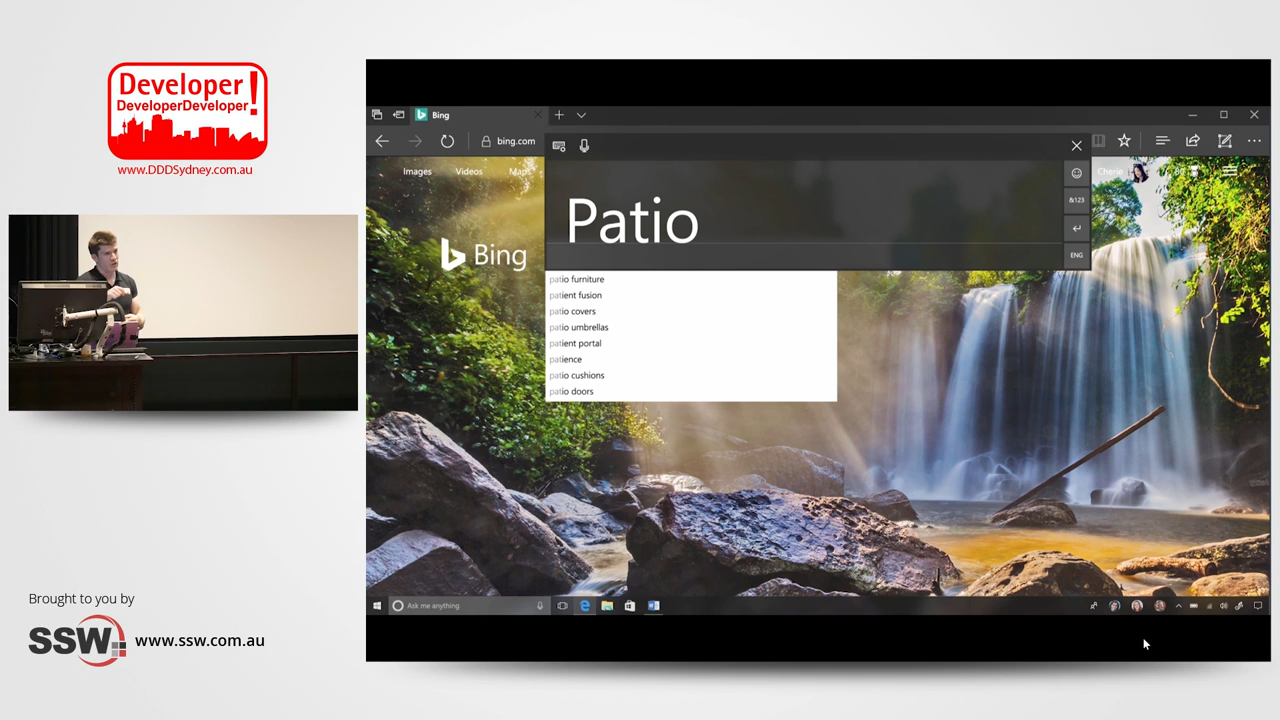 Developer!
DeveloperDeveloper
www.DDDSydney.com.au
Brought to you by
SSW
www.ssw.com.au
Bing
bing.com
Images
Videos
Maps
Cherie
Bing
Patio
&123
ENG
patio furniture
patient fusion
patio covers
patio umbrellas
patient portal
patience
patio cushions
patio doors
Ask me anything